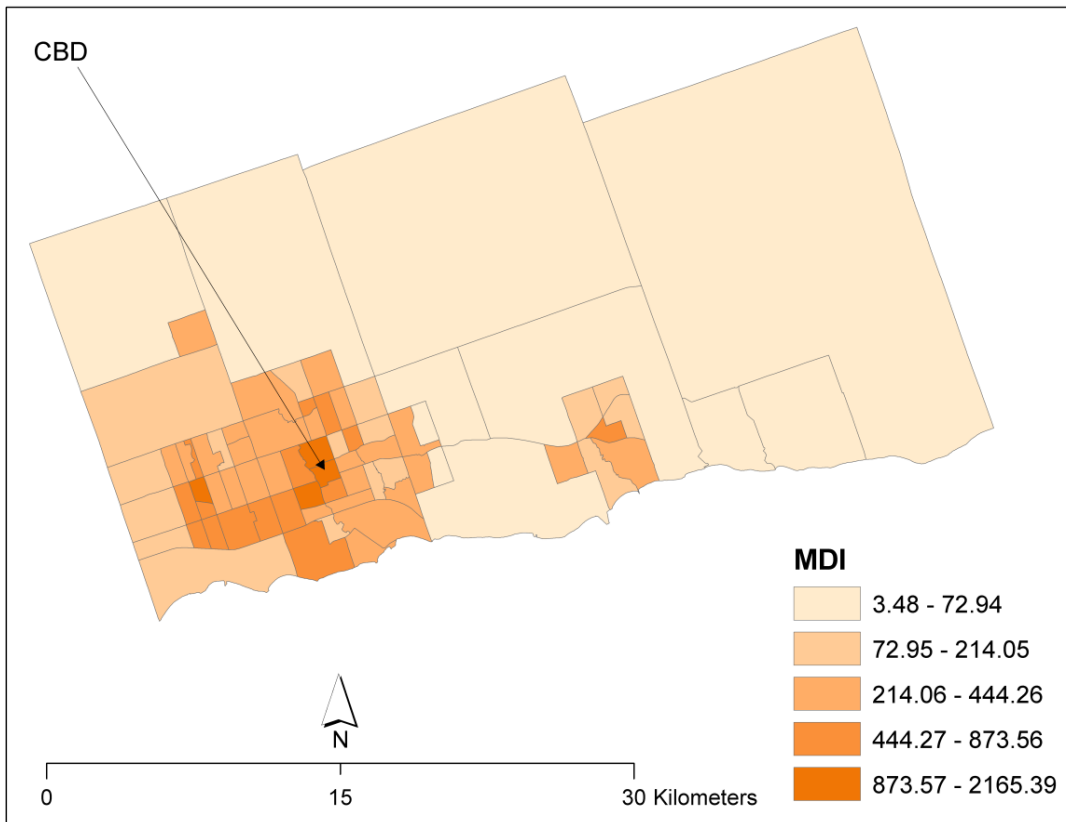 CBD
MDI
3.48 - 72.94
72.95 - 214.05
214.06 - 444.26
444.27 - 873.56
873.57 - 2165.39
N
0 15 30 Kilometers